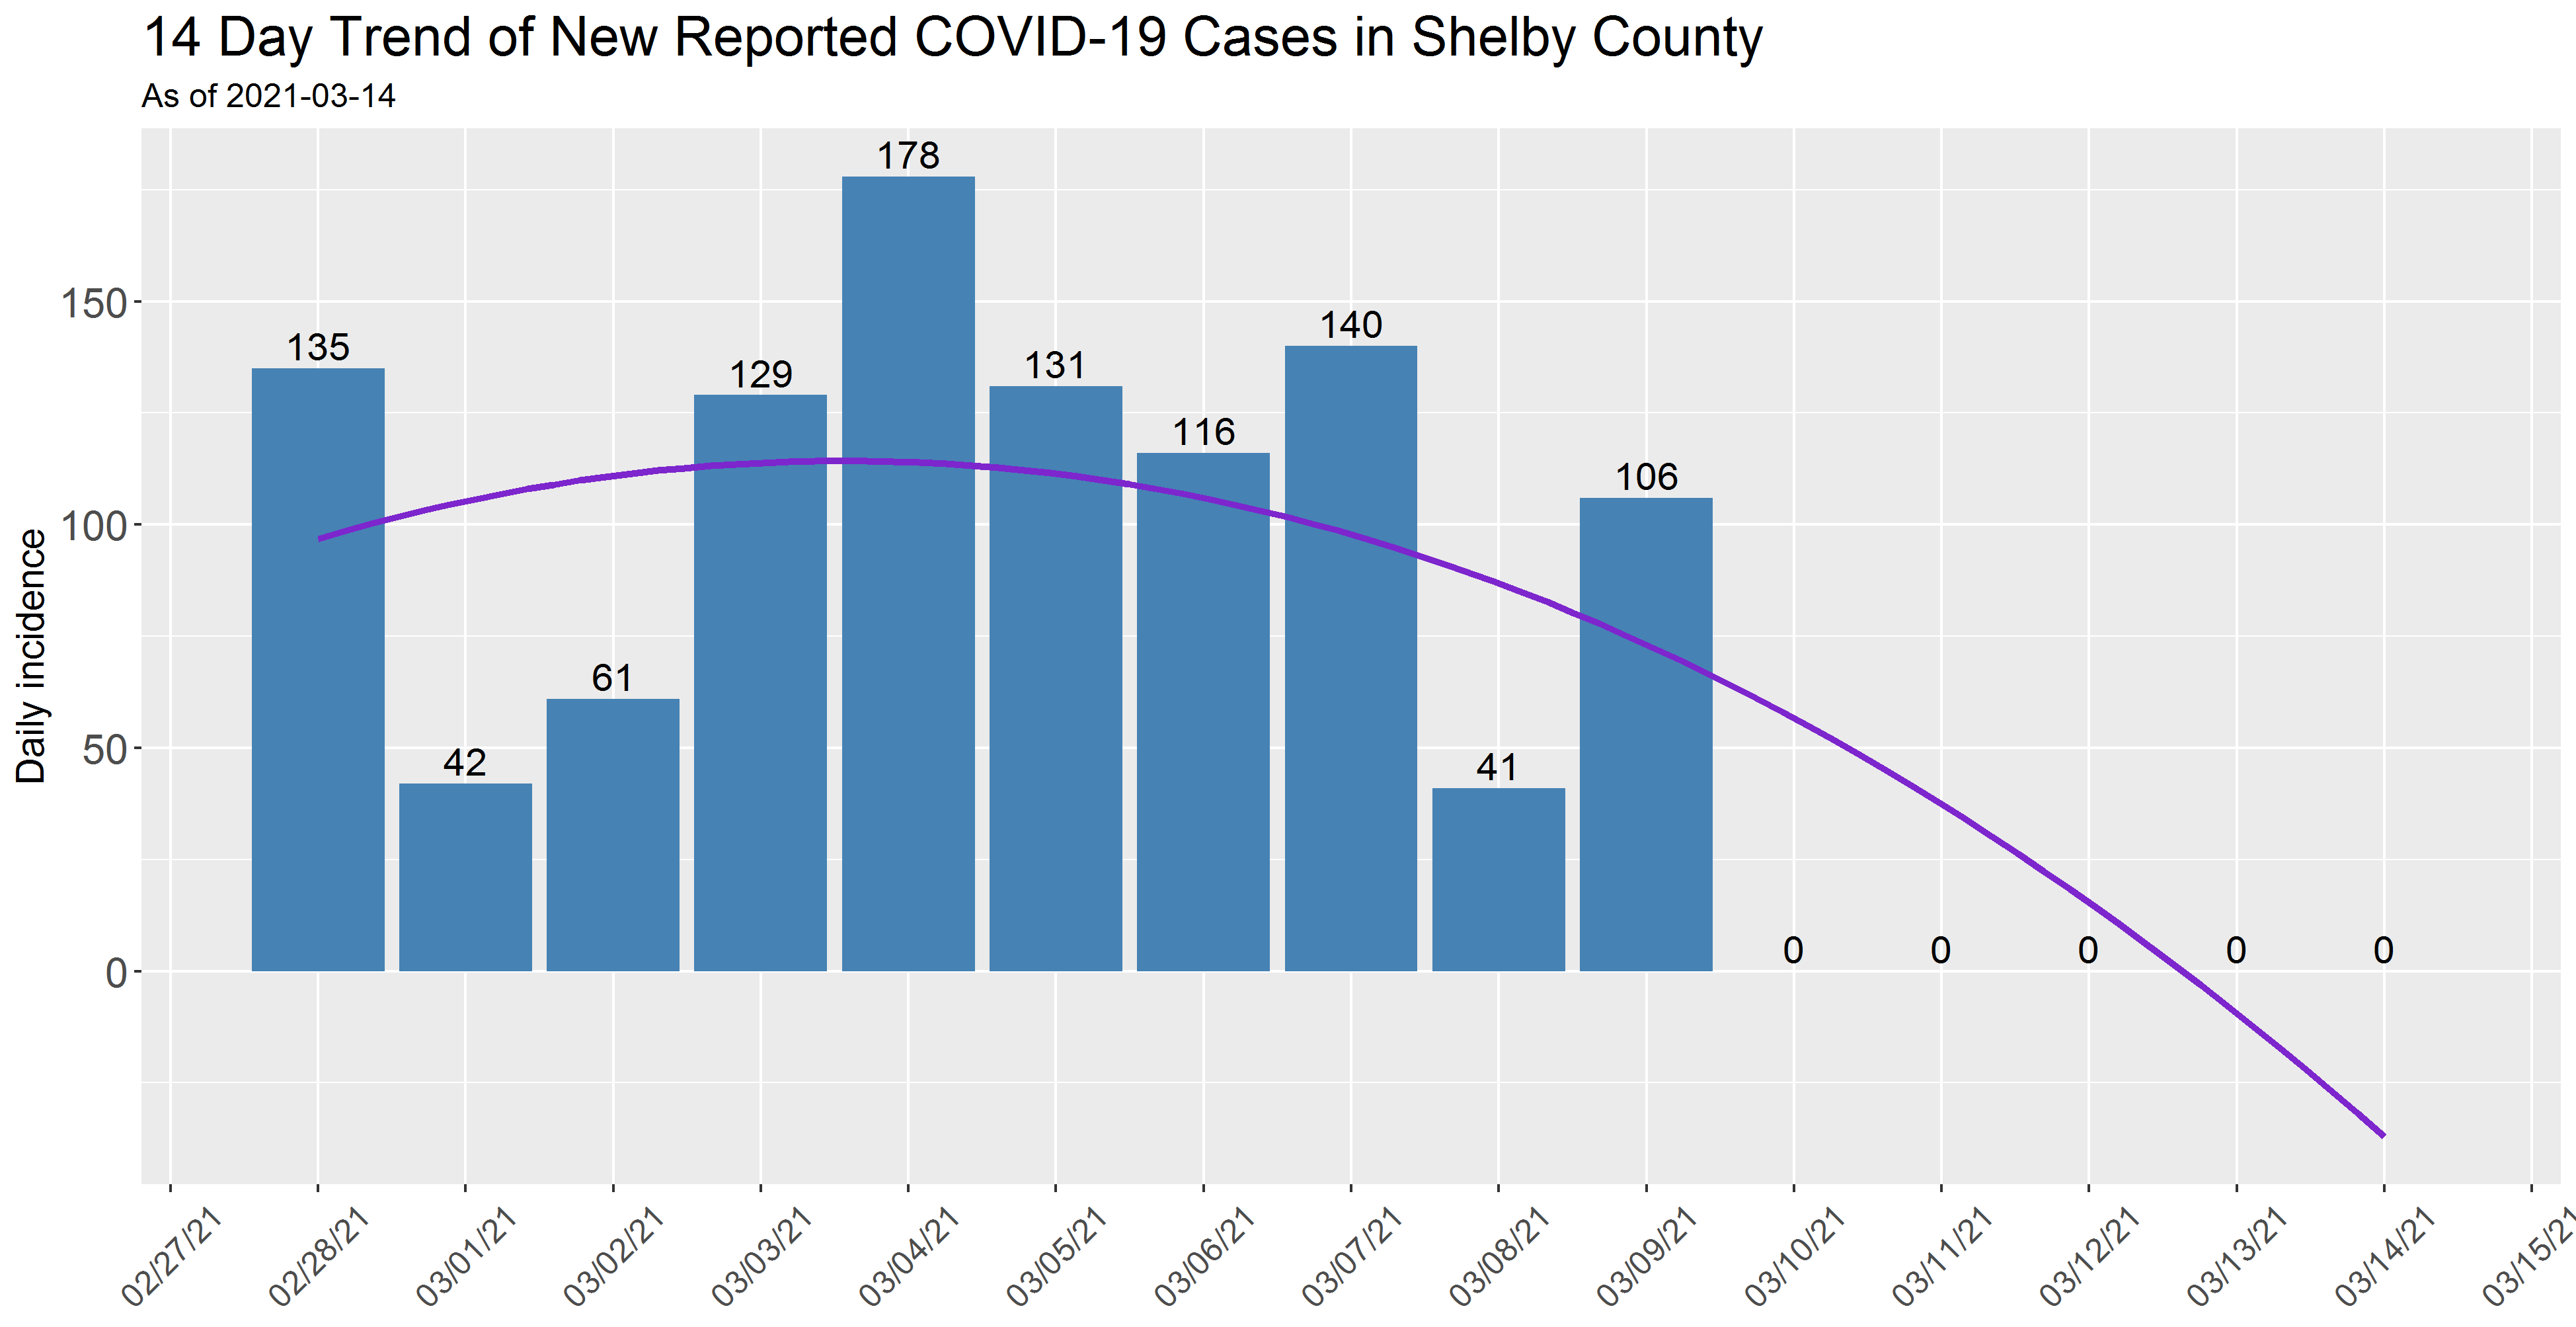 14 Day Trend of New Reported COVID-19 Cases in Shelby County
As of 2021-03-14
178
150
140
135
131
129
116
106
100
61
50
42
41
0
0 0 0 0 0
Daily incidence
02/27/21 02/28/21 03/01/21 03/02/21 03/03/21 03/04/21 03/05/21 03/06/21 03/07/21 03/08/21 03/09/21 03/10/21 03/11/21 03/12/21 03/13/21 03/14/21 03/15/21